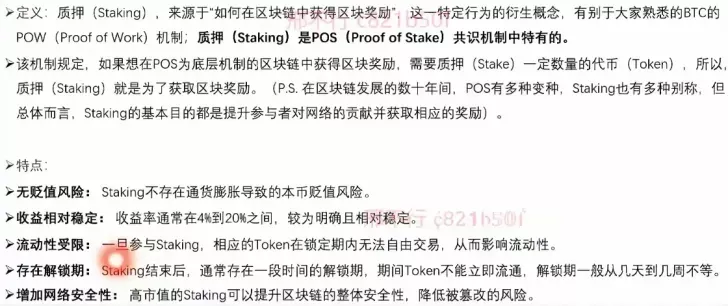 ➢定义:质押(Staking),来源于"如何在区块链中获得区块奖励"这一特定行为的衍生概念,有别于大家熟悉的BTC的
POW(Proof of Work)机制;质押(Staking)是POS(Proof of Stake)共识机制中特有的。
➢该机制规定,如果想在POS为底层机制的区块链中获得区块奖励,需要质押(Stake)一定数量的代币(Token),所以,
质押(Staking)就是为了获取区块奖励。(P.S. 在区块链发展的数十年间,POS有多种变种,Staking也有多种别称,但
总体而言,Staking的基本目的都是提升参与者对网络的贡献并获取相应的奖励)。
➢特点:
➢无贬值风险: Staking不存在通货膨胀导致的本币贬值风险。
➢收益相对稳定: 收益率通常在4%到20%之间,较为明确且相对稳定。
➢流动性受限: 一旦参与Staking,相应的Token在锁定期内无法自由交易,从而影响流动性。
➢存在解锁期: Staking结束后,通常存在一段时间的解锁期,期间Token不能立即流通,解锁期一般从几天到几周不等。
➢增加网络安全性: 高市值的Staking可以提升区块链的整体安全性,降低被篡改的风险。